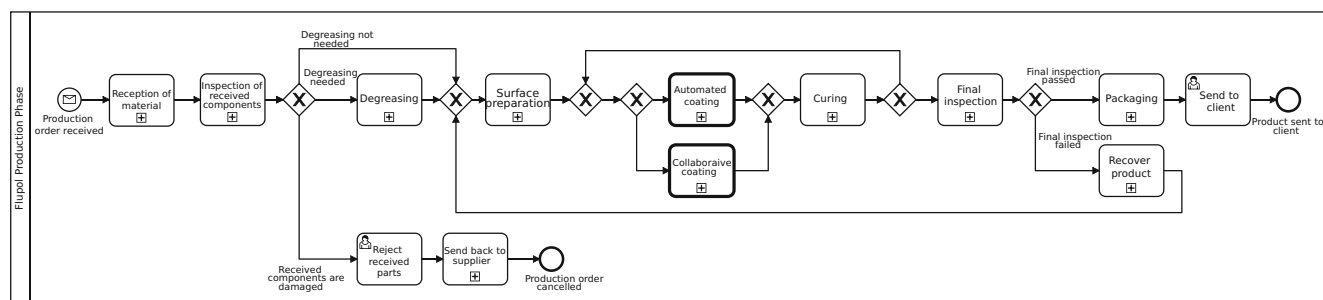 Flupol Production Phase
Production
order received
Reception of
material
Inspection of
received
components
Degreasing not
needed
Degreasing
needed
Degreasing
Received
components are
damaged
Surface
preparation
Automated
coating
Collaboraive
coating
Curing
Final
inspection
Final inspection
passed
Final inspection
failed
Packaging
Send to
client
Product sent to
client
Recover
product
Reject
received
parts
Send back to
supplier
Production order
cancelled